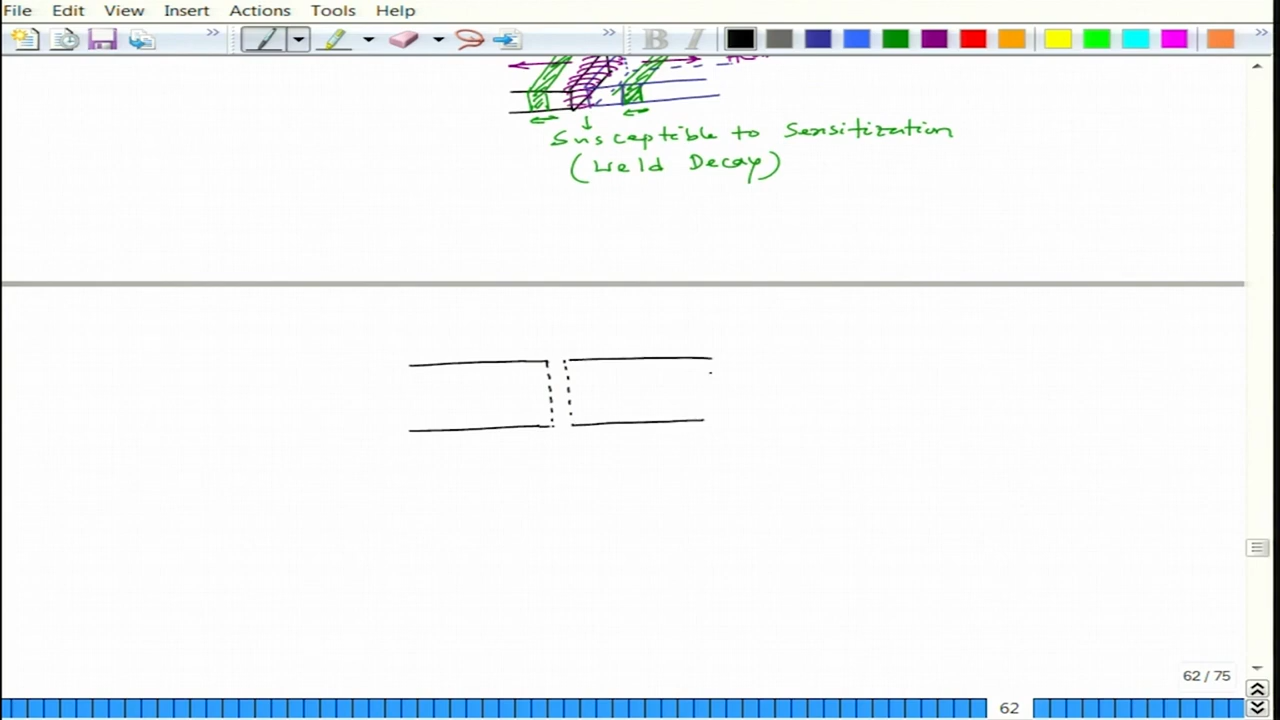 File Edit View Insert Actions Tools Help
B I
Susceptible to Sensitization
(Weld Decay)
62 / 75
62